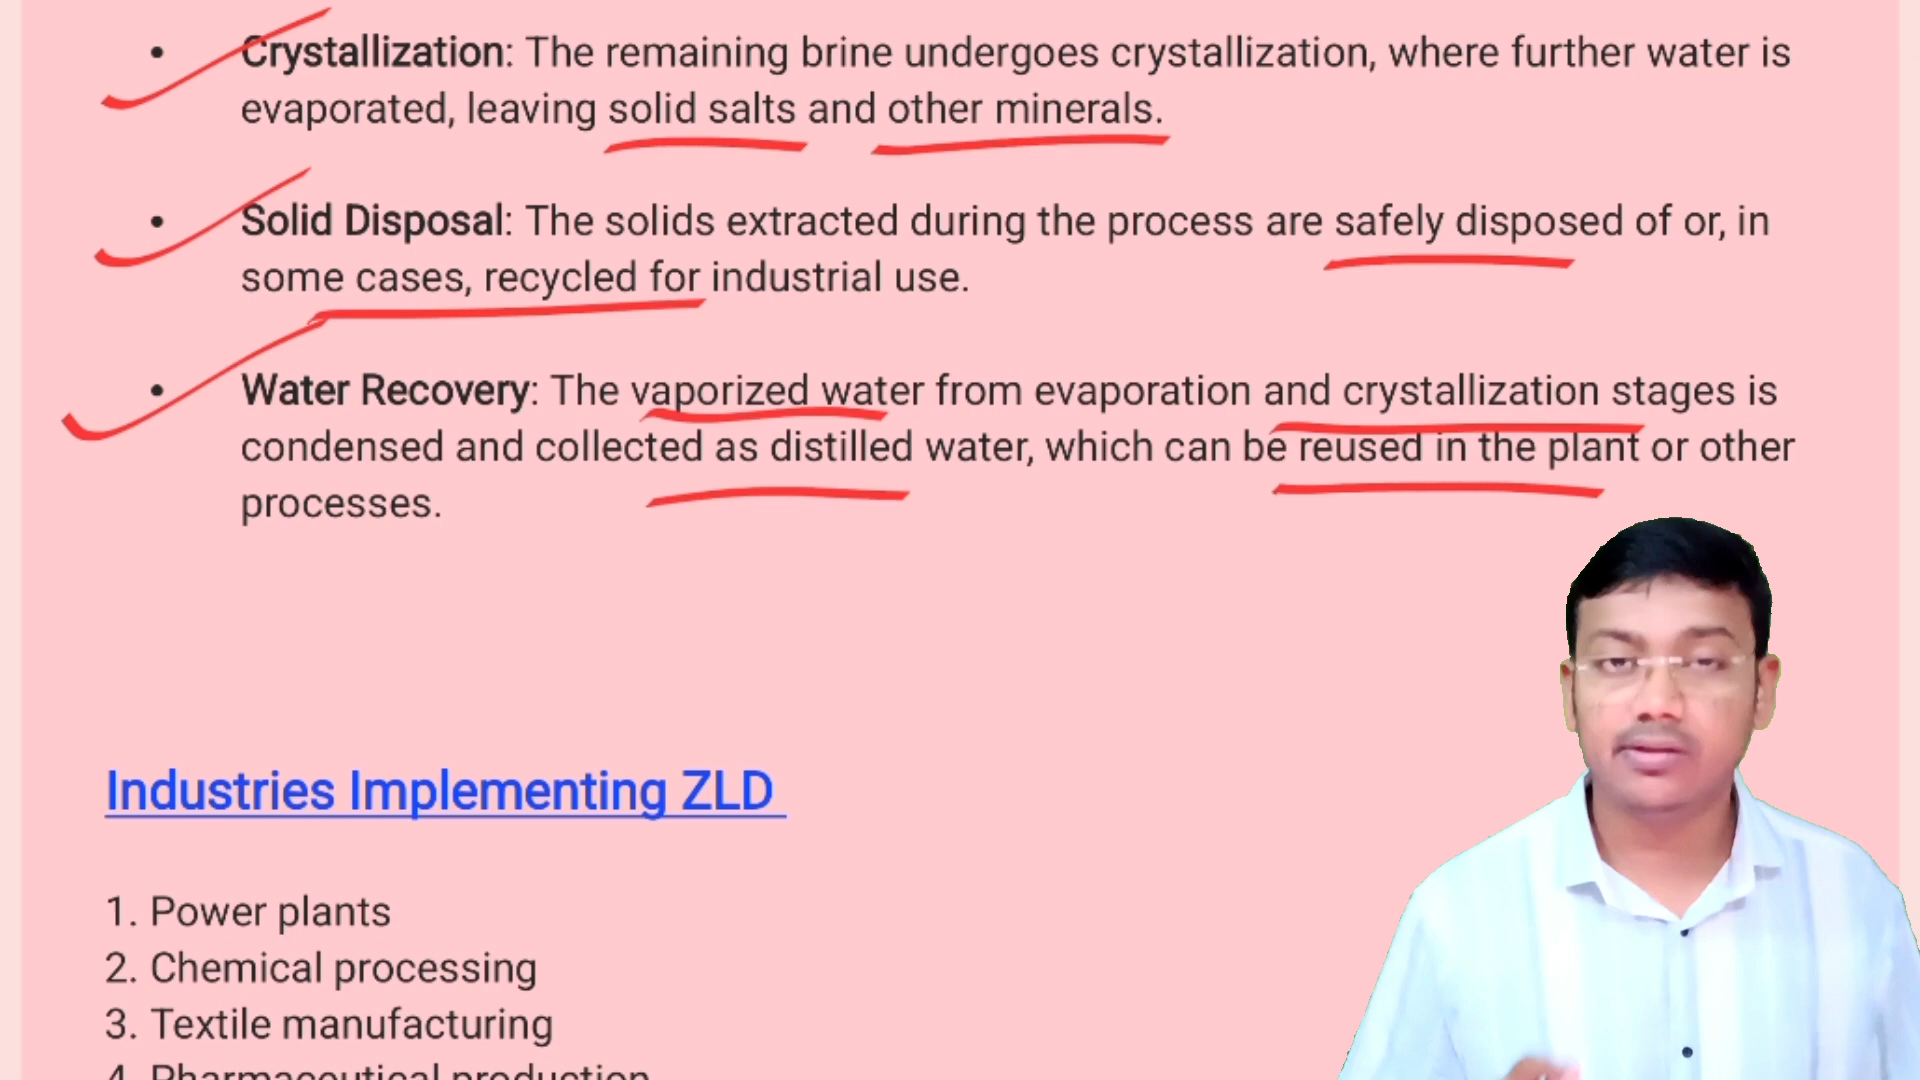 • Crystallization: The remaining brine undergoes crystallization, where further water is
evaporated, leaving solid salts and other minerals.
• Solid Disposal: The solids extracted during the process are safely disposed of or, in
some cases, recycled for industrial use.
• Water Recovery: The vaporized water from evaporation and crystallization stages is
condensed and collected as distilled water, which can be reused in the plant or other
processes.
Industries Implementing ZLD
1. Power plants
2. Chemical processing
3. Textile manufacturing
4. Pharmaceutical production